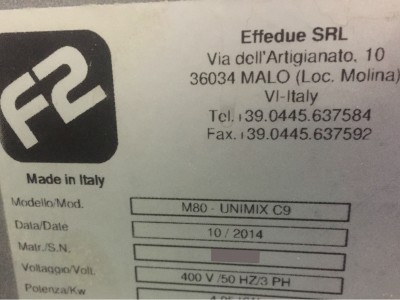 Effedue SRL
Via dell'Artigianato, 10
36034 MALO (Loc. Molina)
VI-Italy
Tel.+39.0445.637584
Fax.+39.0445.637592
F2
Made in Italy
Modello/Mod. M80 - UNIMIX C9
Data/Date 10 / 2014
Matr./S.N.
Voltaggio/Volt. 400 V /50 HZ/3 PH
Potenza/Kw